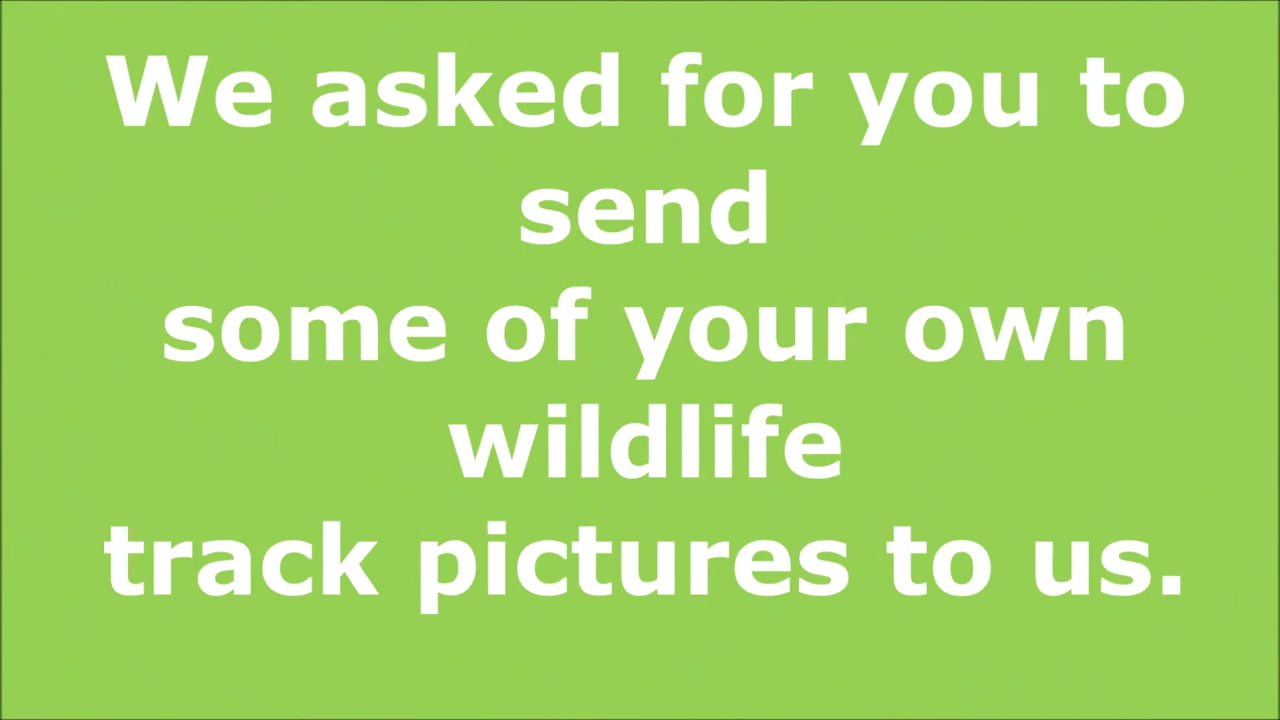 We asked for you to
send
some of your own
wildlife
track pictures to us.